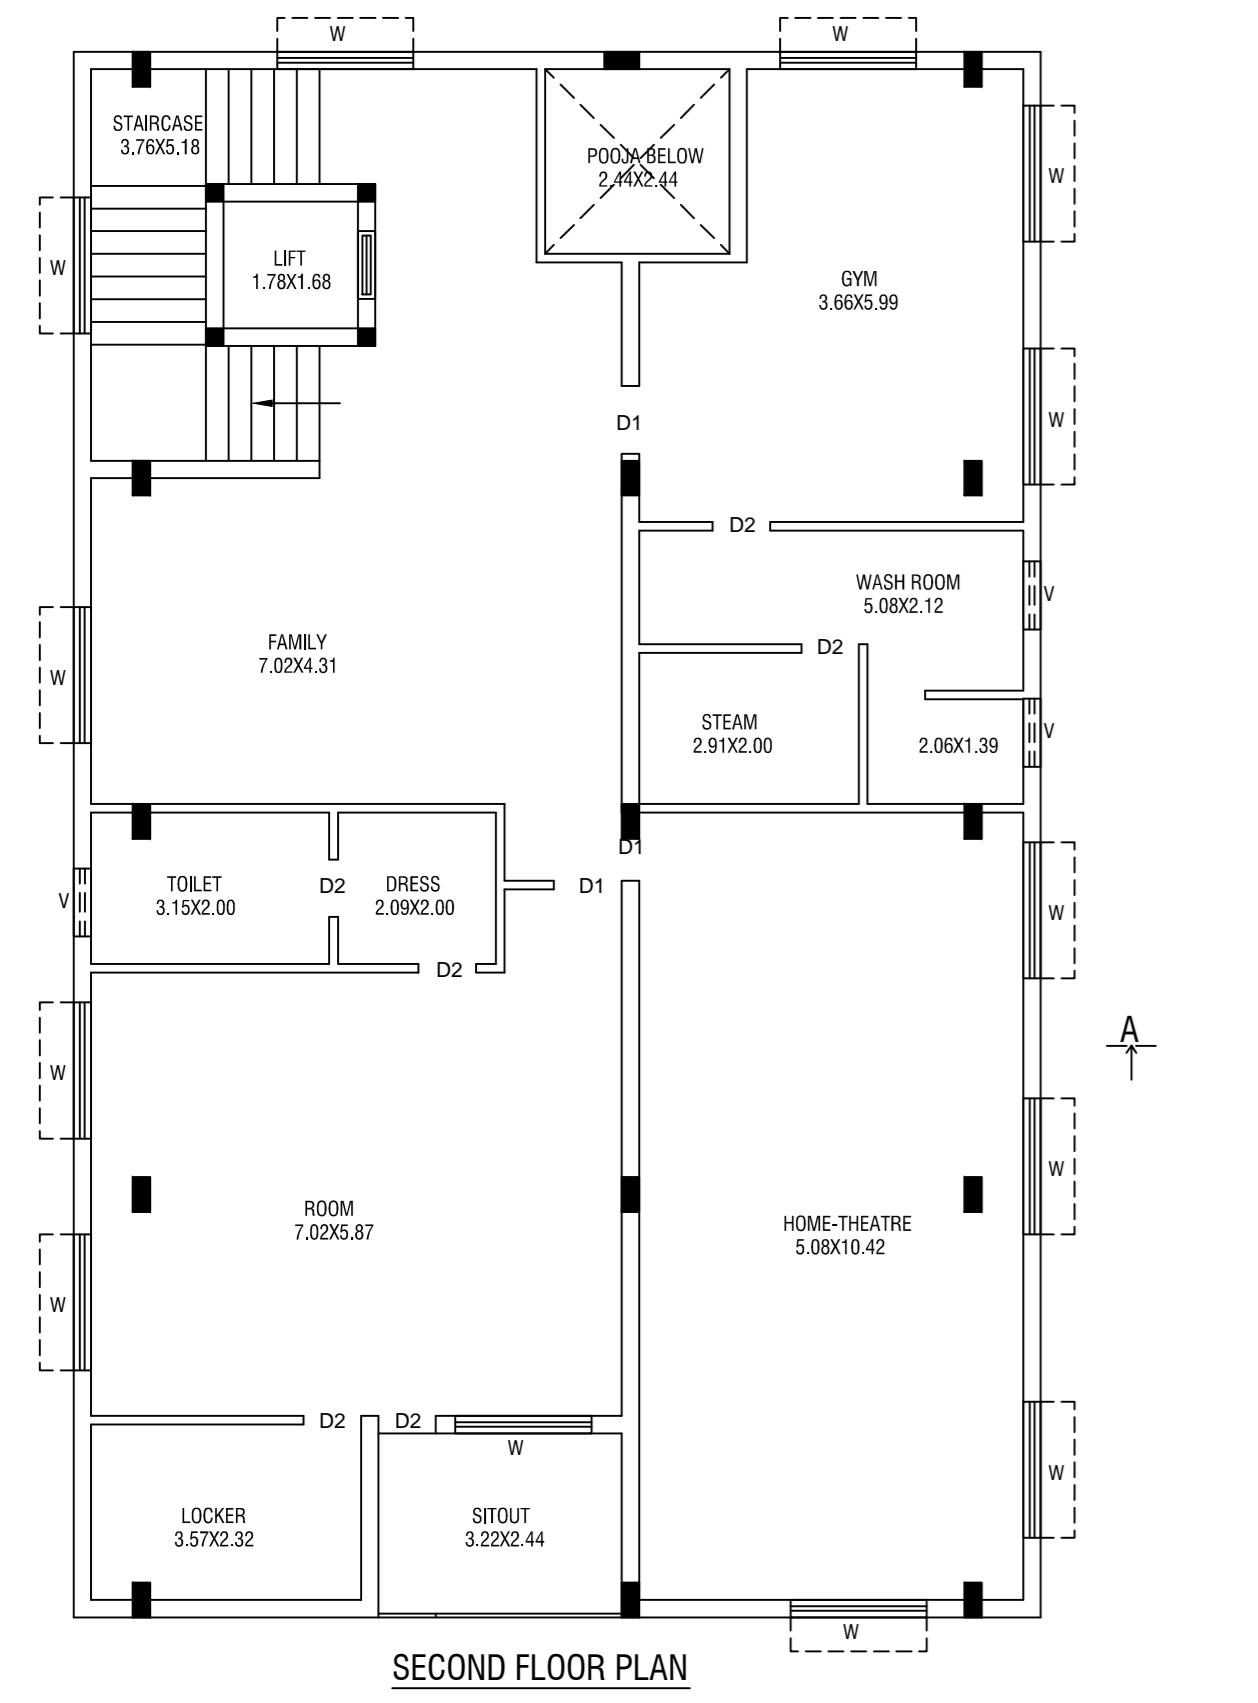 W
W
STAIRCASE
3.76X5.18
POOJA BELOW
2.44X2.44
W
W
LIFT
1.78X1.68
GYM
3.66X5.99
D1
W
D2
WASH ROOM
5.08X2.12
V
FAMILY
7.02X4.31
D2
W
STEAM
2.91X2.00
2.06X1.39
V
D1
TOILET
3.15X2.00
D2
DRESS
2.09X2.00
D1
V
W
D2
A
W
W
ROOM
7.02X5.87
HOME-THEATRE
5.08X10.42
W
D2
D2
W
W
LOCKER
3.57X2.32
SITOUT
3.22X2.44
W
SECOND FLOOR PLAN